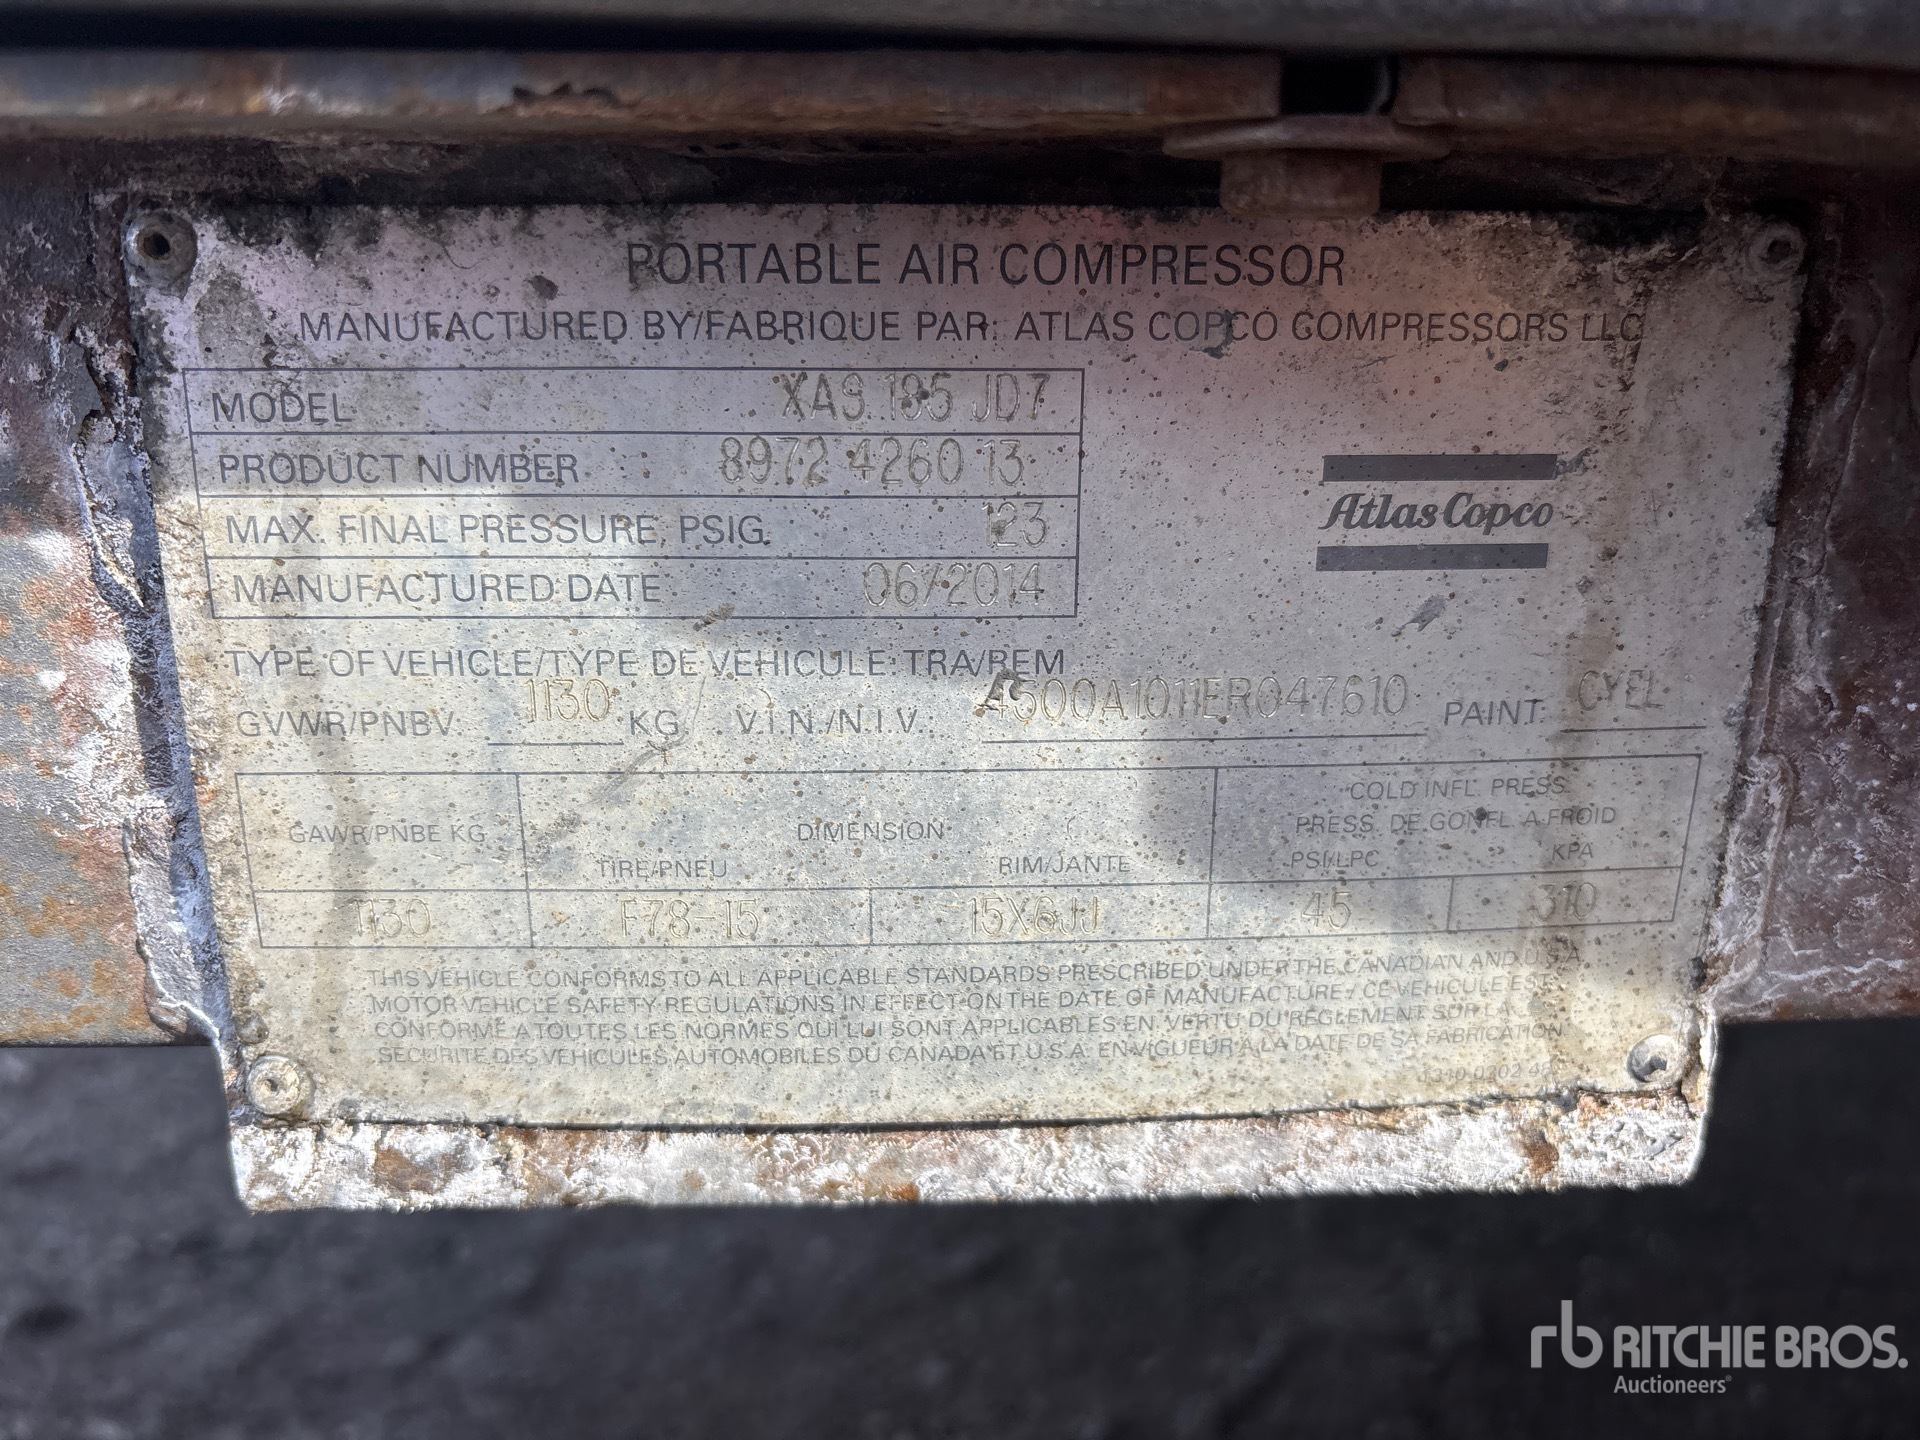 PORTABLE AIR COMPRESSOR
MANUFACTURED BY/FABRIQUE PAR: ATLAS COPCO COMPRESSORS LLC
MODEL XAS 185 JD7
PRODUCT NUMBER 8972 4260 13
MAX. FINAL PRESSURE, PSIG. 123
MANUFACTURED DATE 06/2014
Atlas Copco
TYPE OF VEHICLE/TYPE DE VEHICULE: TRA/REM
GVWR/PNBV 1130 KG V.I.N./N.I.V.: 4500A1011ER047610 PAINT: CYEL
GAWR/PNBE KG DIMENSION COLD INFL. PRESS.
PRESS. DE GONFL. A FROID
TIRE/PNEU RIM/JANTE PSI/LPC KPA
1130 F78-15 15X6JJ 45 310
THIS VEHICLE CONFORMS TO ALL APPLICABLE STANDARDS PRESCRIBED UNDER THE CANADIAN AND U.S.A.
MOTOR VEHICLE SAFETY REGULATIONS IN EFFECT ON THE DATE OF MANUFACTURE / CE VEHICULE EST
CONFORME A TOUTES LES NORMES QUI LUI SONT APPLICABLES EN VERTU DU REGLEMENT SUR LA
SECURITE DES VEHICULES AUTOMOBILES DU CANADA ET U.S.A. EN VIGUEUR A LA DATE DE SA FABRICATION
rb RITCHIE BROS.
Auctioneers®